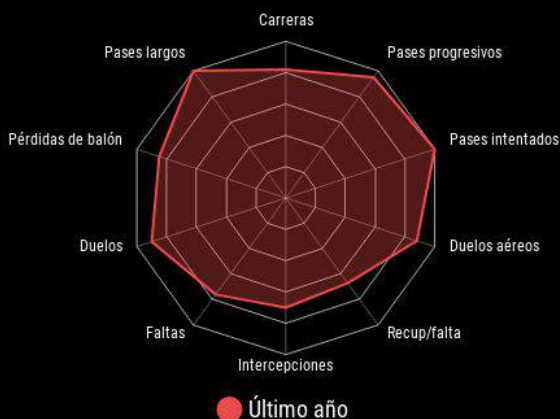 Carreras
Pases largos
Pases progresivos
Pérdidas de balón
Pases intentados
Duelos
Duelos aéreos
Faltas
Recup/falta
Intercepciones
Último año